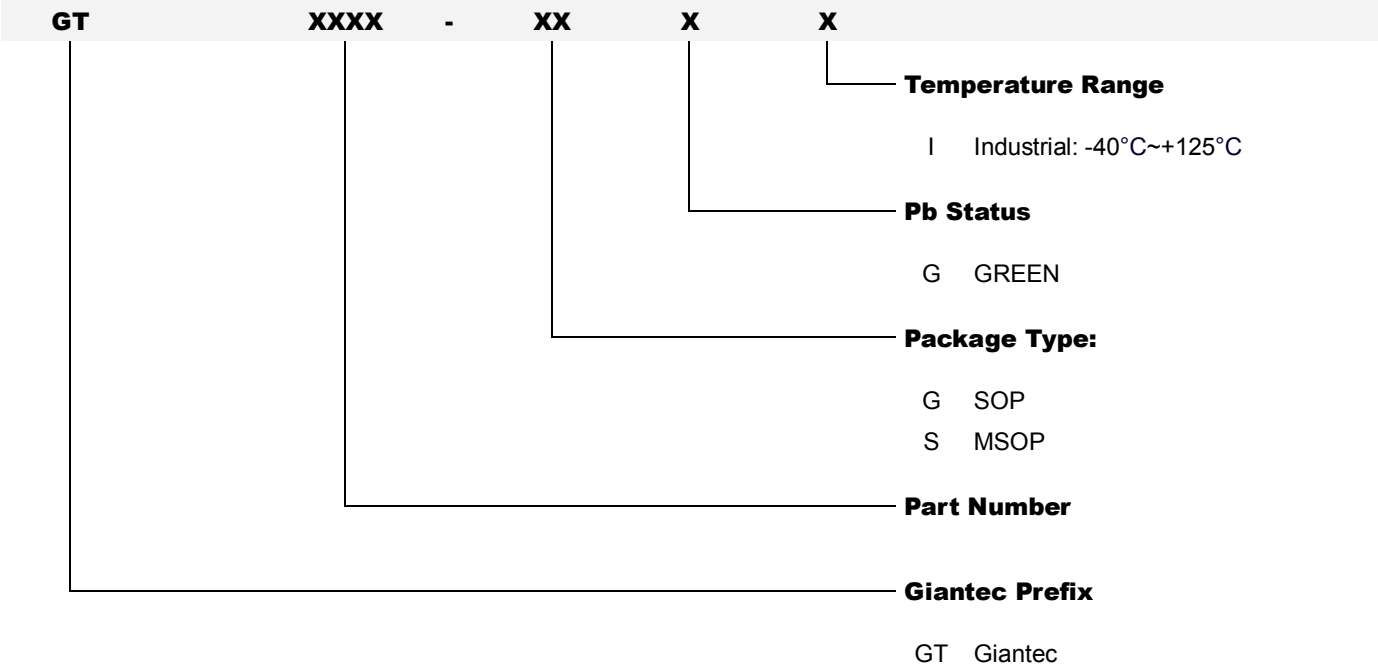 GT XXXX - XX X X
Temperature Range
I Industrial: -40°C~+125°C
Pb Status
G GREEN
Package Type:
G SOP
S MSOP
Part Number
Giantec Prefix
GT Giantec